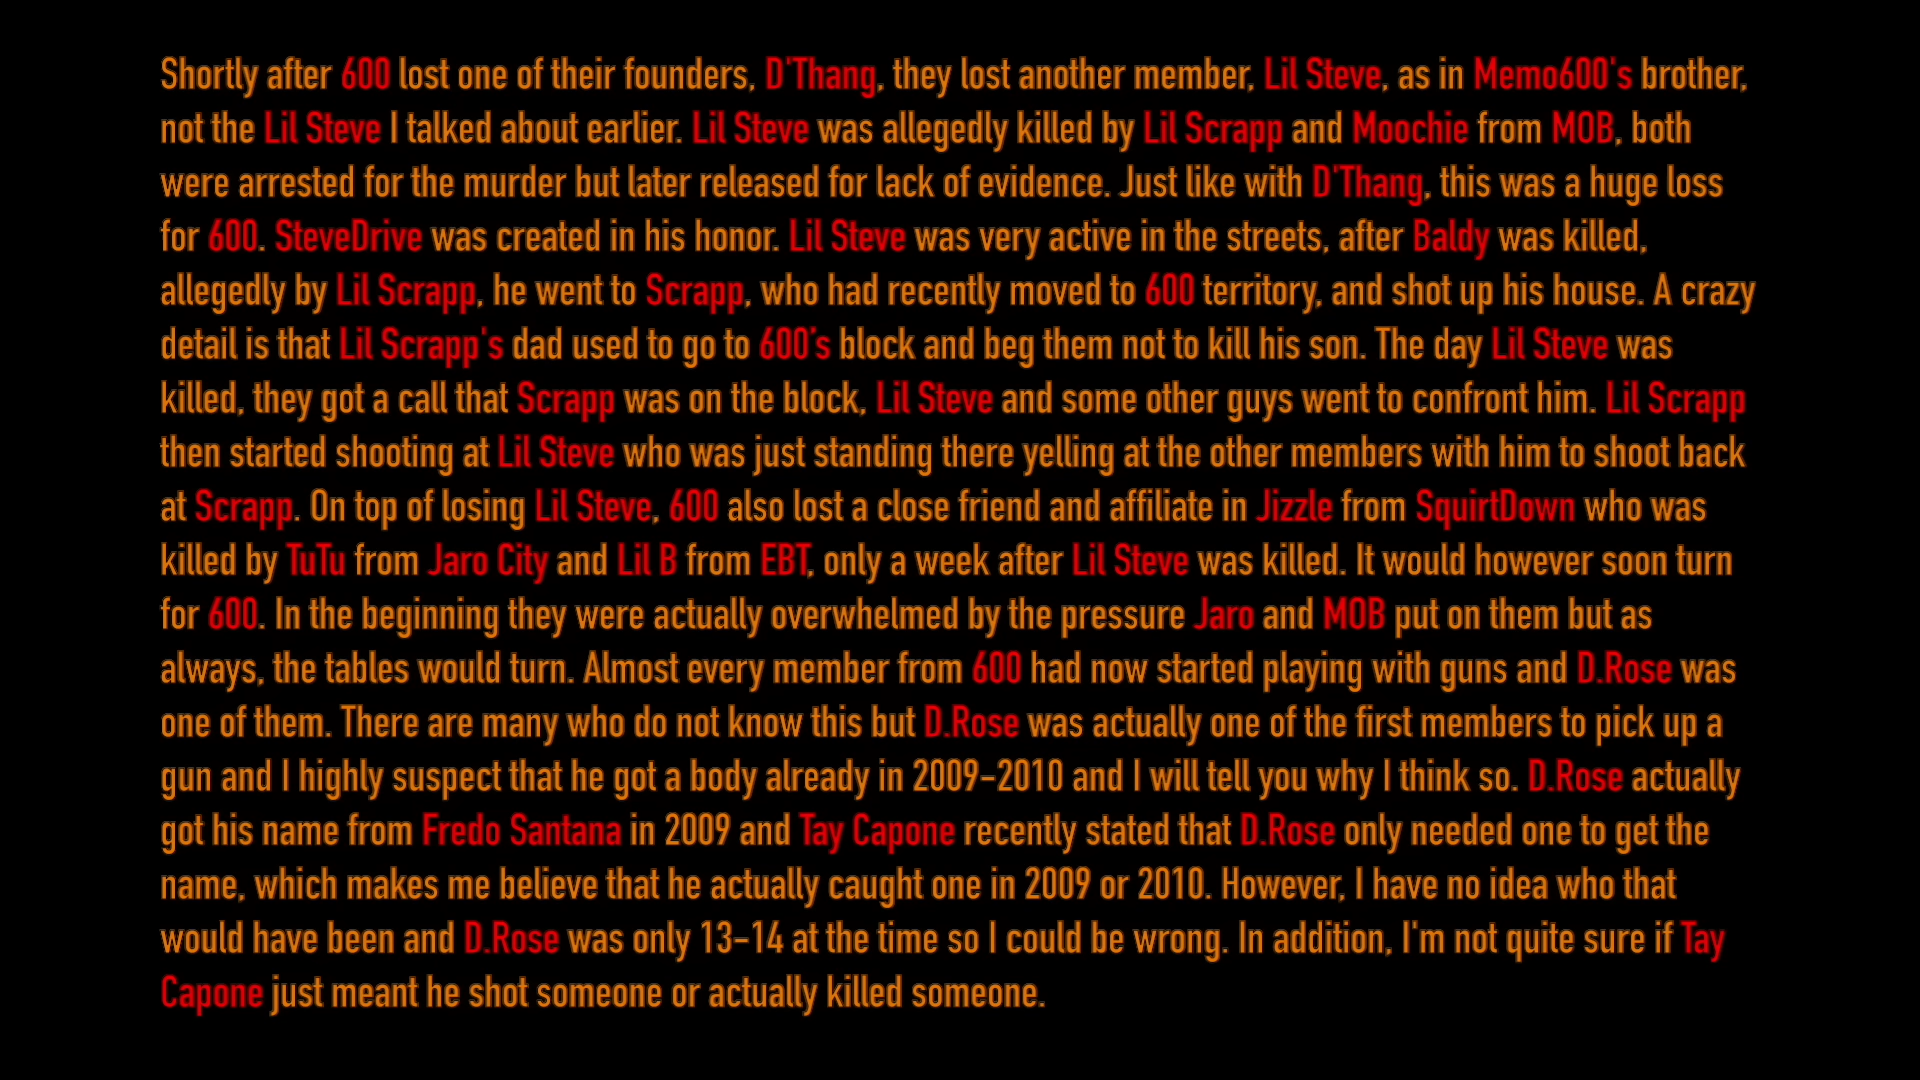 Shortly after 600 lost one of their founders, D'Thang, they lost another member, Lil Steve, as in Memo600's brother,
not the Lil Steve I talked about earlier. Lil Steve was allegedly killed by Lil Scrapp and Moochie from MOB, both
were arrested for the murder but later released for lack of evidence. Just like with D'Thang, this was a huge loss
for 600. SteveDrive was created in his honor. Lil Steve was very active in the streets, after Baldy was killed,
allegedly by Lil Scrapp, he went to Scrapp, who had recently moved to 600 territory, and shot up his house. A crazy
detail is that Lil Scrapp's dad used to go to 600's block and beg them not to kill his son. The day Lil Steve was
killed, they got a call that Scrapp was on the block, Lil Steve and some other guys went to confront him. Lil Scrapp
then started shooting at Lil Steve who was just standing there yelling at the other members with him to shoot back
at Scrapp. On top of losing Lil Steve, 600 also lost a close friend and affiliate in Jizzle from SquirtDown who was
killed by TuTu from Jaro City and Lil B from EBT, only a week after Lil Steve was killed. It would however soon turn
for 600. In the beginning they were actually overwhelmed by the pressure Jaro and MOB put on them but as
always, the tables would turn. Almost every member from 600 had now started playing with guns and D.Rose was
one of them. There are many who do not know this but D.Rose was actually one of the first members to pick up a
gun and I highly suspect that he got a body already in 2009-2010 and I will tell you why I think so. D.Rose actually
got his name from Fredo Santana in 2009 and Tay Capone recently stated that D.Rose only needed one to get the
name, which makes me believe that he actually caught one in 2009 or 2010. However, I have no idea who that
would have been and D.Rose was only 13-14 at the time so I could be wrong. In addition, I'm not quite sure if Tay
Capone just meant he shot someone or actually killed someone.